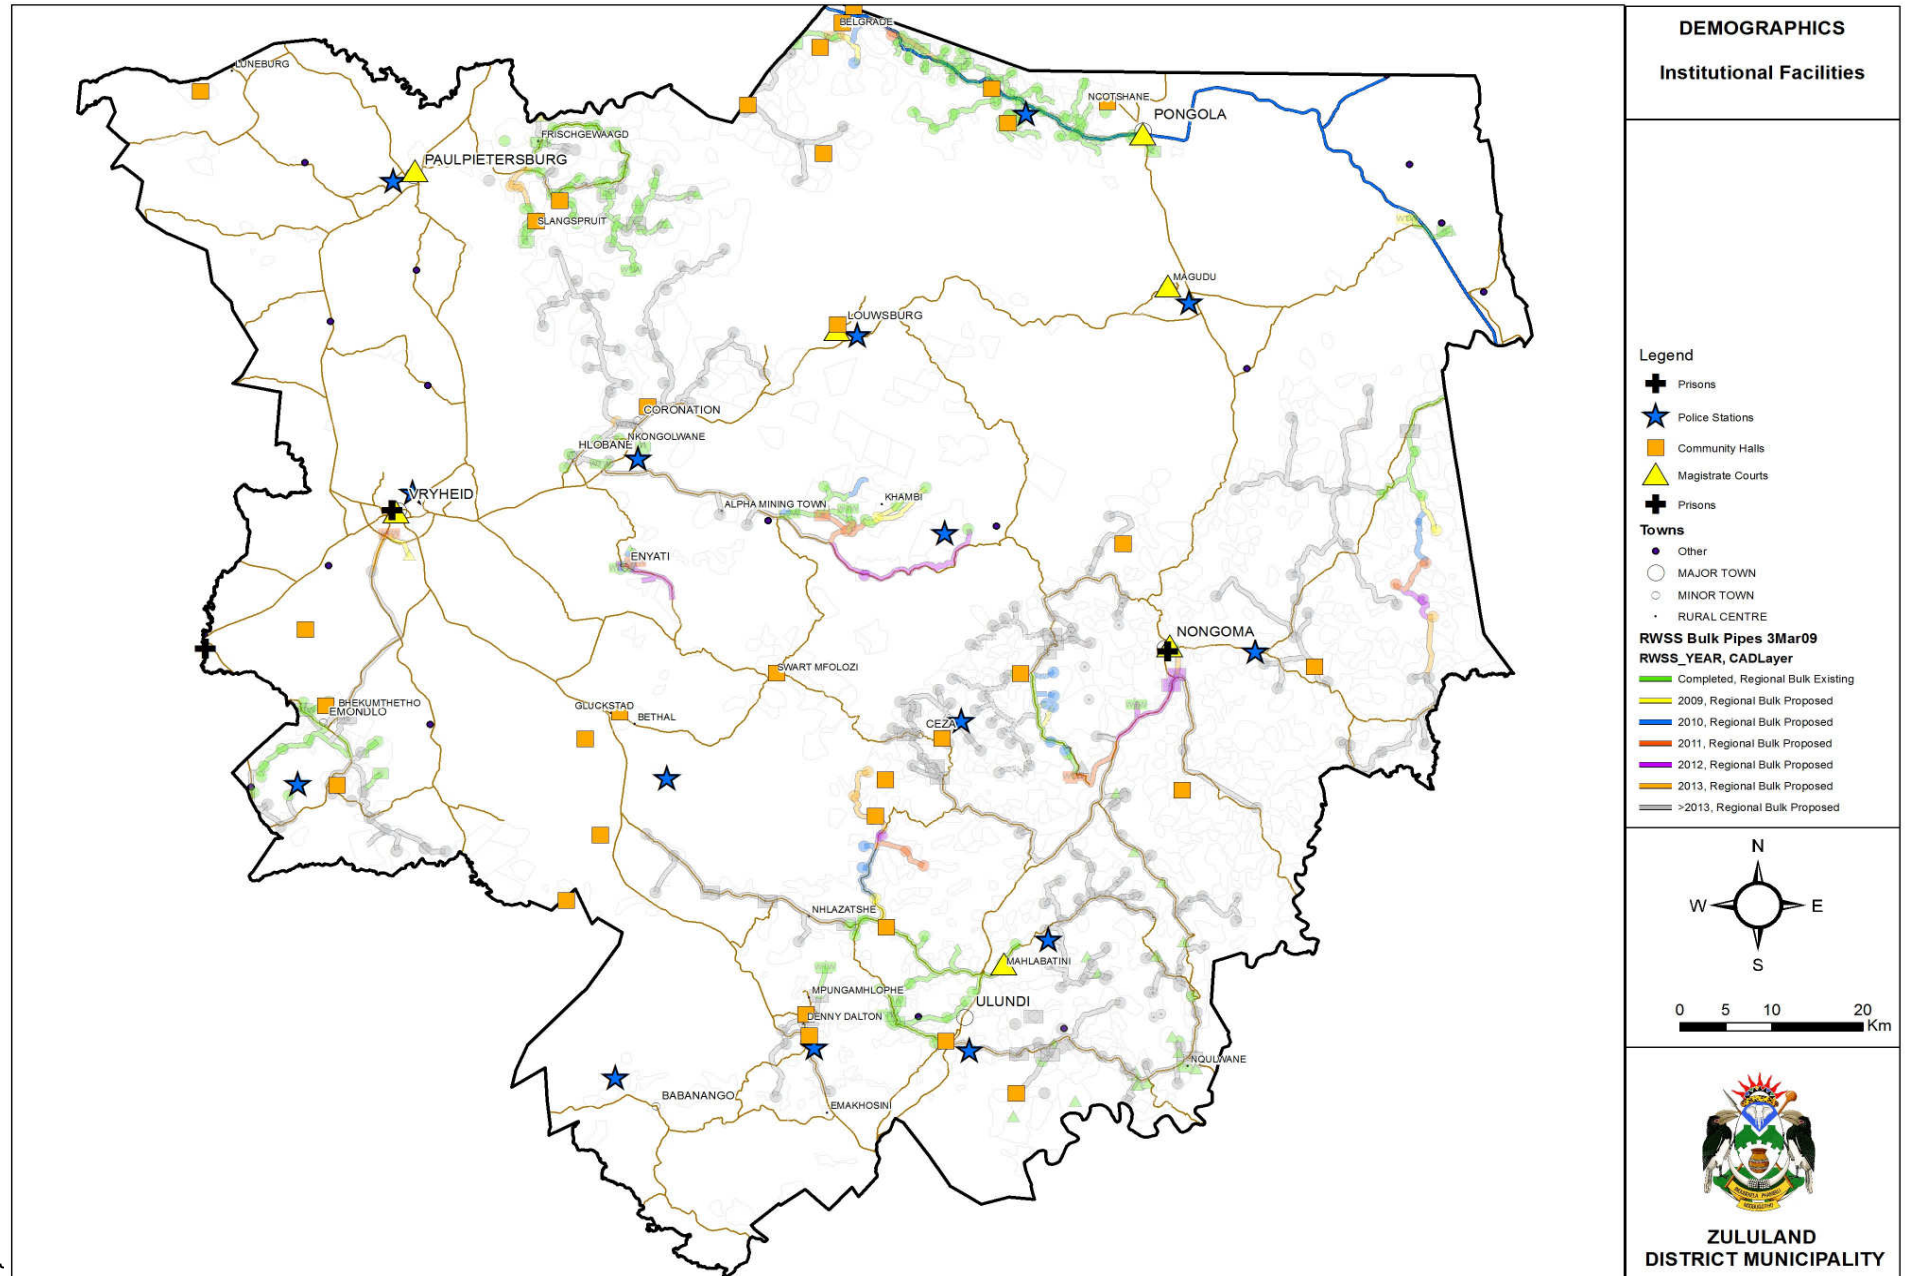 DEMOGRAPHICS
Institutional Facilities
BELGRADE
LUNEBURG
NCOTSHANE
PONGOLA
FRISCHGEWAAGD
PAULPIETERSBURG
SLANGSPRUIT
MAGUDU
LOUWSBURG
CORONATION
NKONGOLWANE
HLOBANE
VRYHEID
ALPHA MINING TOWN
KHAMBI
ENYATI
NONGOMA
SWART MFOLOZI
BHEKUMTHETHO
EMONDLO
GLUCKSTAD
BETHAL
CEZA
NHLAZATSHE
MAHLABATINI
MPUNGAMHLOPHE
ULUNDI
DENNY DALTON
NQULWANE
BABANANGO
EMAKHOSINI
Legend
Prisons
Police Stations
Community Halls
Magistrate Courts
Prisons
Towns
Other
MAJOR TOWN
MINOR TOWN
RURAL CENTRE
RWSS Bulk Pipes 3Mar09
RWSS_YEAR, CADLayer
Completed, Regional Bulk Existing
2009, Regional Bulk Proposed
2010, Regional Bulk Proposed
2011, Regional Bulk Proposed
2012, Regional Bulk Proposed
2013, Regional Bulk Proposed
>2013, Regional Bulk Proposed
N
W E
S
0 5 10 20
Km
ZULULAND
DISTRICT MUNICIPALITY